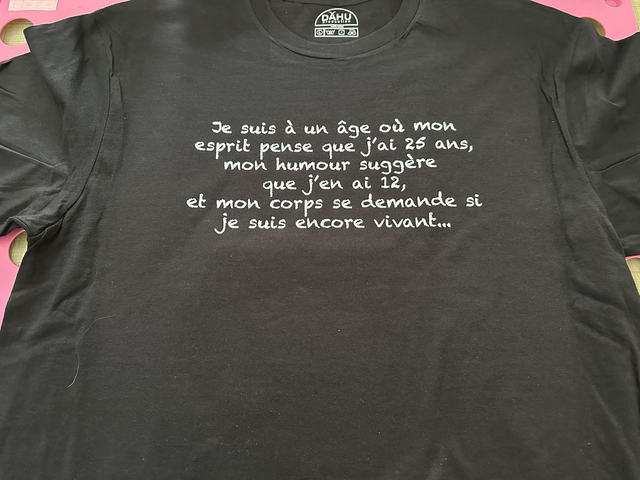 DAHU
Je suis à un âge où mon
esprit pense que j'ai 25 ans,
mon humour suggère
que j'en ai 12,
et mon corps se demande si
je suis encore vivant...